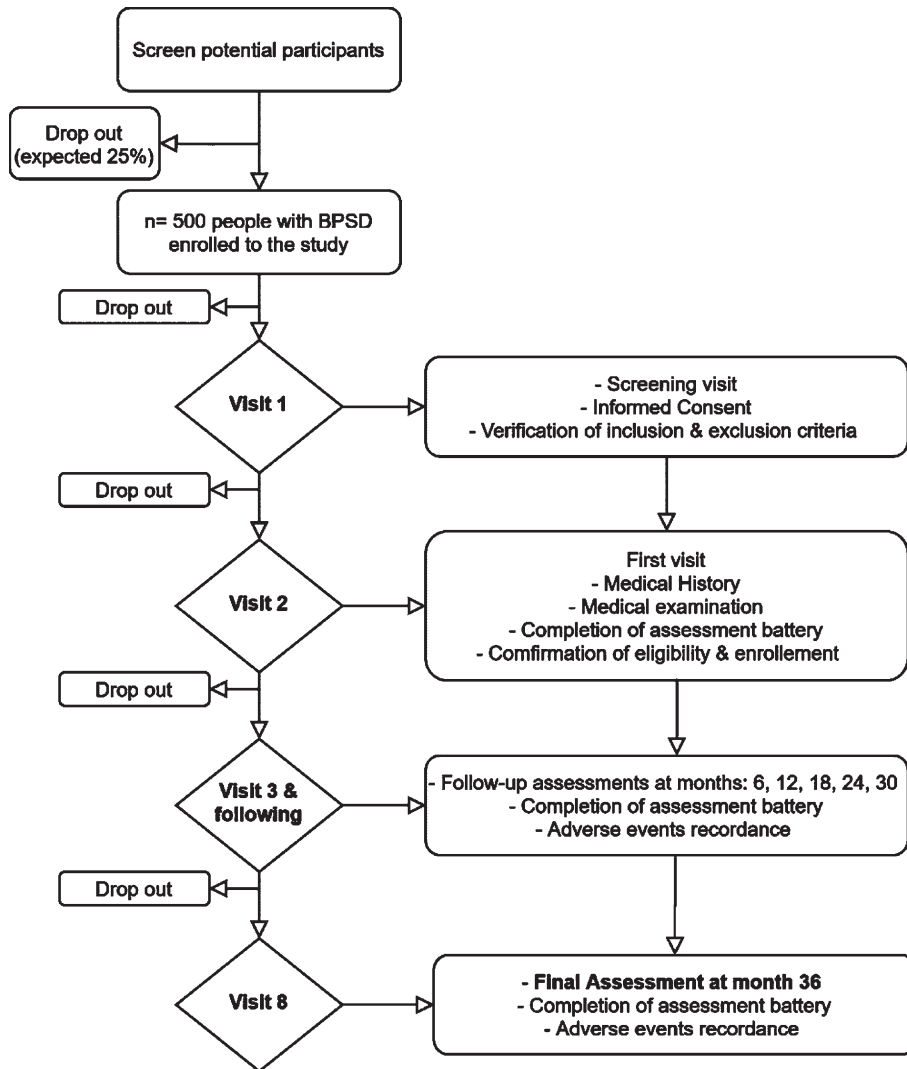 Screen potential participants
Drop out
(expected 25%)
n= 500 people with BPSD
enrolled to the study
Drop out
Visit 1
- Screening visit
- Informed Consent
- Verification of inclusion & exclusion criteria
Drop out
Visit 2
First visit
- Medical History
- Medical examination
- Completion of assessment battery
- Comfirmation of eligibility & enrollement
Drop out
Visit 3 &
following
- Follow-up assessments at months: 6, 12, 18, 24, 30
- Completion of assessment battery
- Adverse events recordance
Drop out
Visit 8
- Final Assessment at month 36
- Completion of assessment battery
- Adverse events recordance